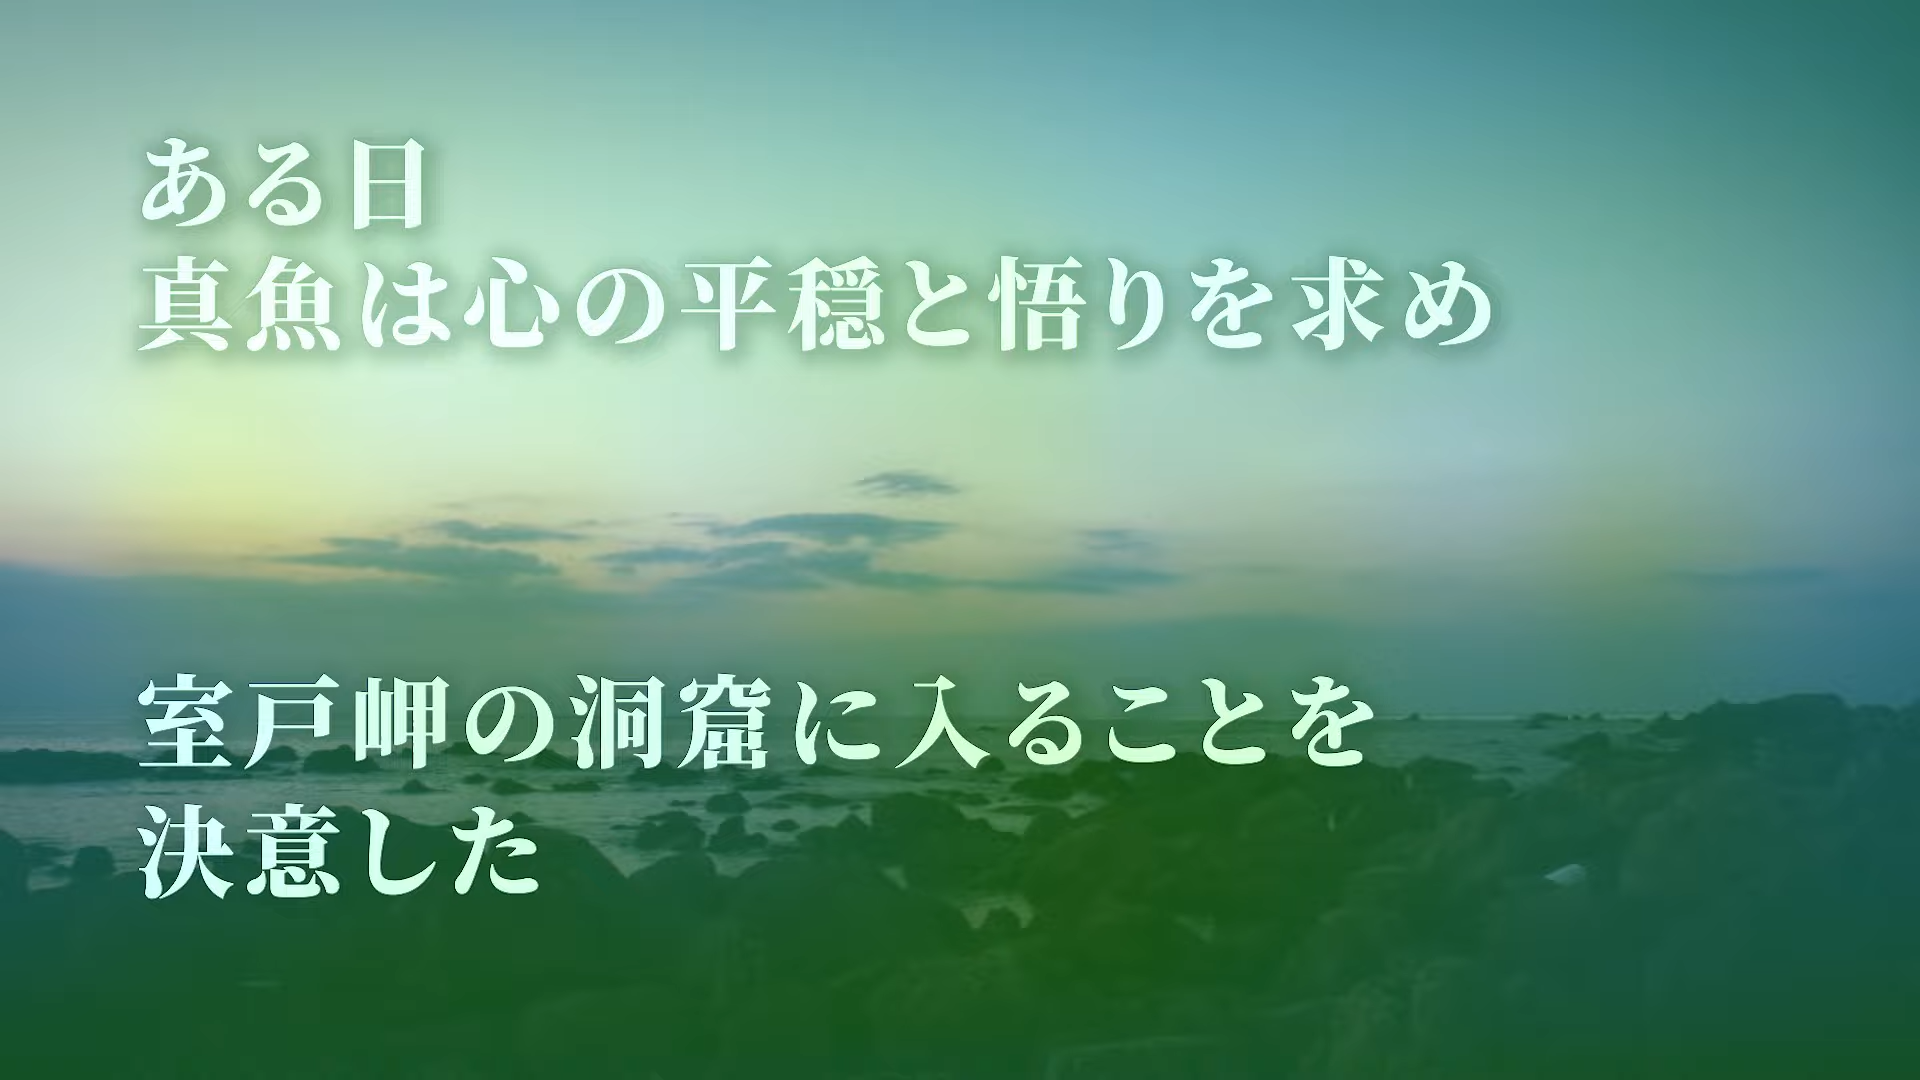 ある日
真魚は心の平穏と悟りを求め
室戸岬の洞窟に入ることを
決意した